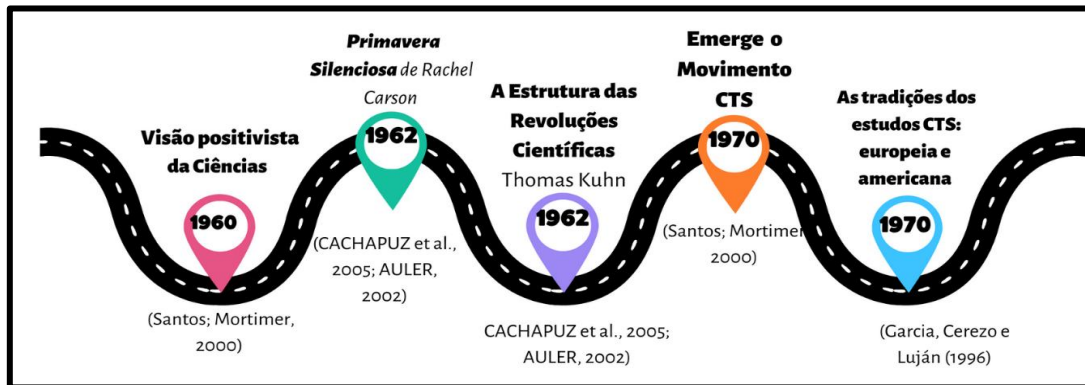 Visão positivista
da Ciências
1960
(Santos; Mortimer,
2000)
Primavera
Silenciosa de Rachel
Carson
1962
(CACHAPUZ et al.,
2005; AULER,
2002)
A Estrutura das
Revoluções
Científicas
Thomas Kuhn
1962
CACHAPUZ et al., 2005;
AULER, 2002)
Emerge o
Movimento
CTS
1970
(Santos; Mortimer
2000)
As tradições dos
estudos CTS:
europeia e
americana
1970
(Garcia, Cerezo e
Luján (1996)